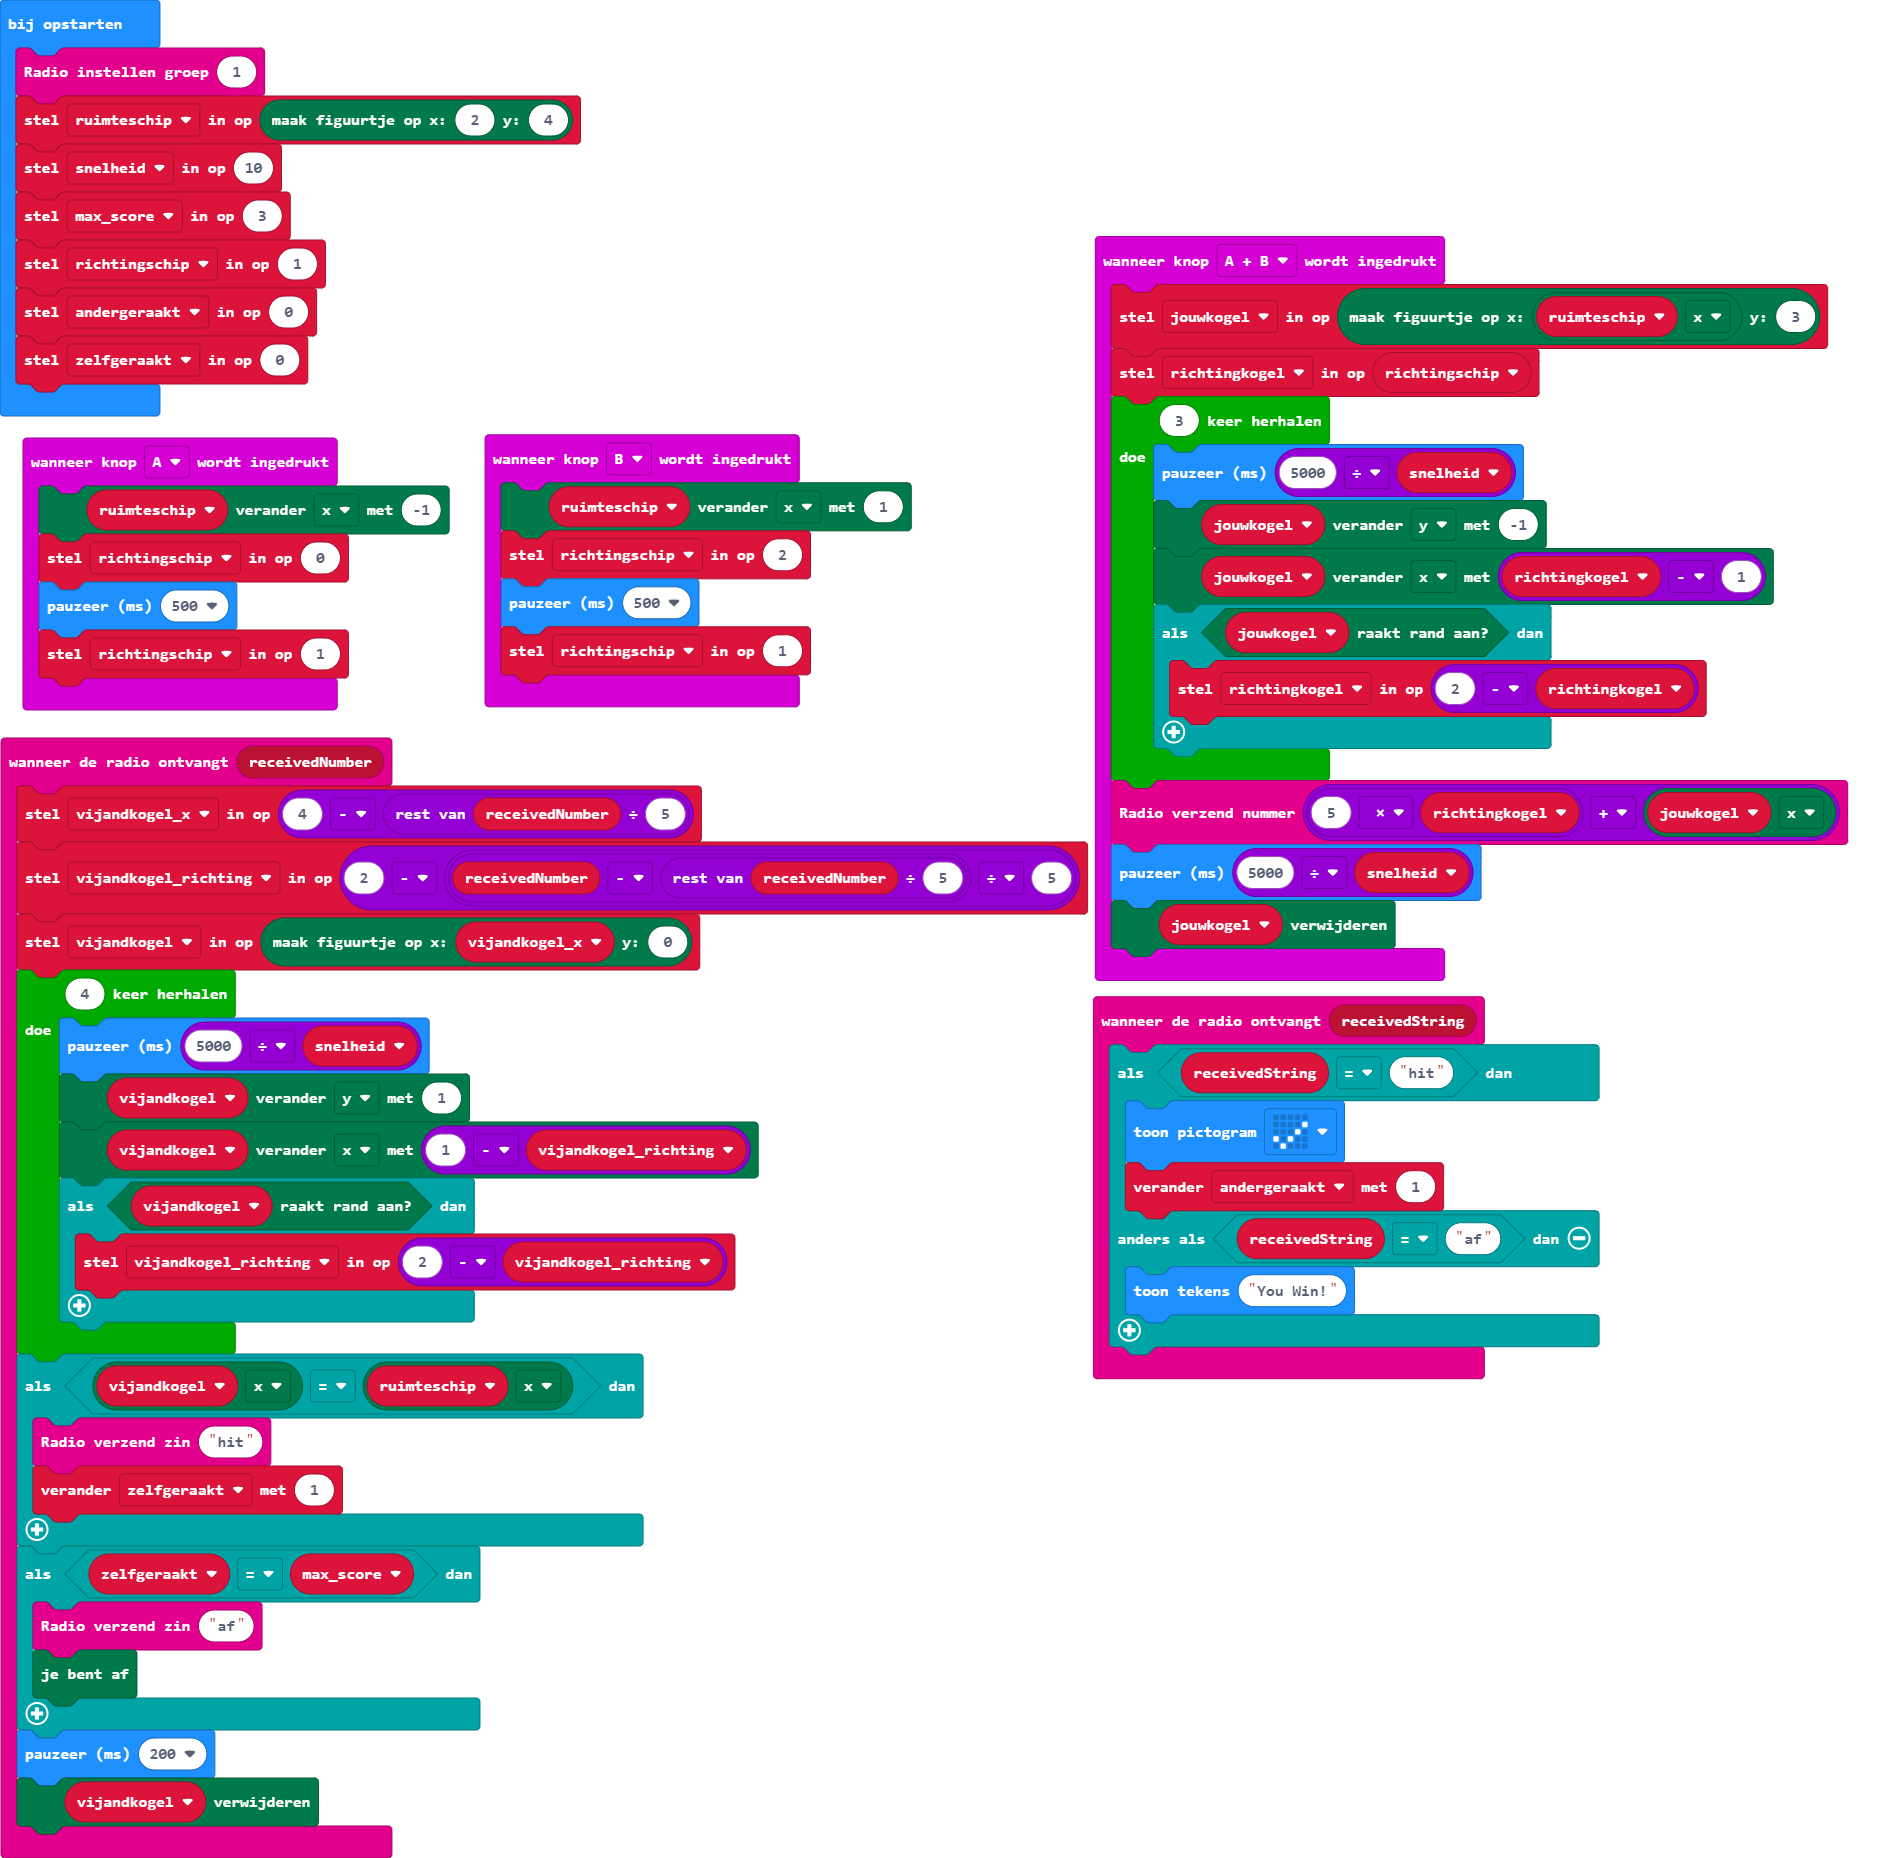 bij opstarten
Radio instellen groep 1
stel ruimteschip in op maak figuurtje op x: 2 y: 4
stel snelheid in op 10
stel max_score in op 3
stel richtingschip in op 1
stel andergeraakt in op 0
stel zelfgeraakt in op 0
wanneer knop A wordt ingedrukt
ruimteschip verander x met -1
stel richtingschip in op 0
pauzeer (ms) 500
stel richtingschip in op 1
wanneer knop B wordt ingedrukt
ruimteschip verander x met 1
stel richtingschip in op 2
pauzeer (ms) 500
stel richtingschip in op 1
wanneer de radio ontvangt receivedNumber
stel vijandkogel_x in op 4 - rest van receivedNumber ÷ 5
stel vijandkogel_richting in op 2 - receivedNumber - rest van receivedNumber ÷ 5 ÷ 5
stel vijandkogel in op maak figuurtje op x: vijandkogel_x y: 0
4 keer herhalen
doe
pauzeer (ms) 5000 ÷ snelheid
vijandkogel verander y met 1
vijandkogel verander x met 1 - vijandkogel_richting
als vijandkogel raakt rand aan? dan
stel vijandkogel_richting in op 2 - vijandkogel_richting
als vijandkogel x = ruimteschip x dan
Radio verzend zin "hit"
verander zelfgeraakt met 1
als zelfgeraakt = max_score dan
Radio verzend zin "af"
je bent af
pauzeer (ms) 200
vijandkogel verwijderen
wanneer knop A + B wordt ingedrukt
stel jouwkogel in op maak figuurtje op x: ruimteschip x y: 3
stel richtingkogel in op richtingschip
3 keer herhalen
doe
pauzeer (ms) 5000 ÷ snelheid
jouwkogel verander y met -1
jouwkogel verander x met richtingkogel - 1
als jouwkogel raakt rand aan? dan
stel richtingkogel in op 2 - richtingkogel
Radio verzend nummer 5 × richtingkogel + jouwkogel x
pauzeer (ms) 5000 ÷ snelheid
jouwkogel verwijderen
wanneer de radio ontvangt receivedString
als receivedString = "hit" dan
toon pictogram
verander andergeraakt met 1
anders als receivedString = "af" dan
toon tekens "You Win!"